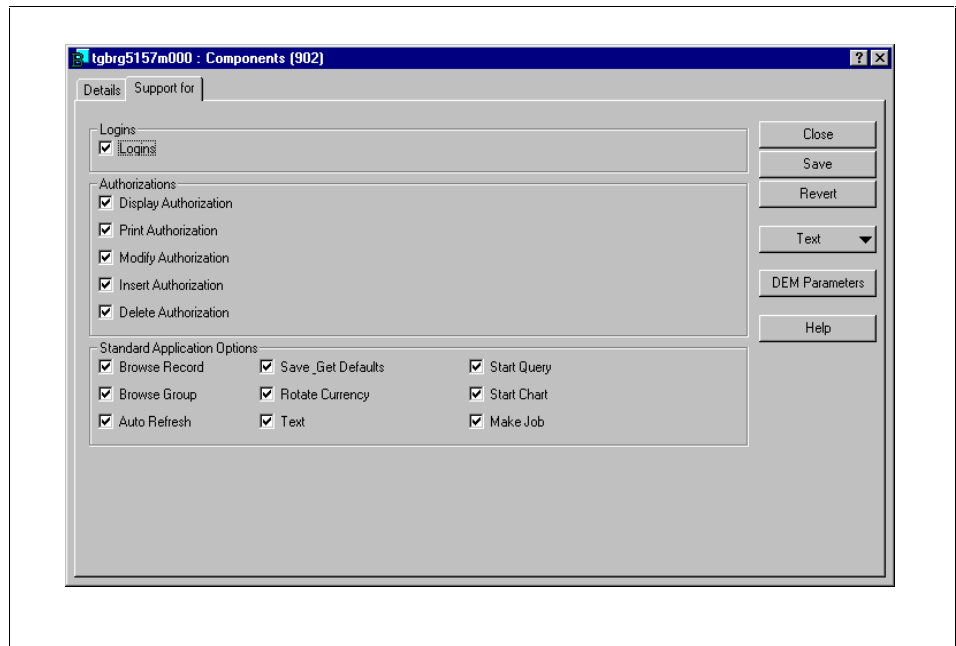 tgbrg5157m000 : Components (902)
Details Support for
Logins
Logins
Authorizations
Display Authorization
Print Authorization
Modify Authorization
Insert Authorization
Delete Authorization
Standard Application Options
Browse Record Save _Get Defaults Start Query
Browse Group Rotate Currency Start Chart
Auto Refresh Text Make Job
Close
Save
Revert
Text
DEM Parameters
Help